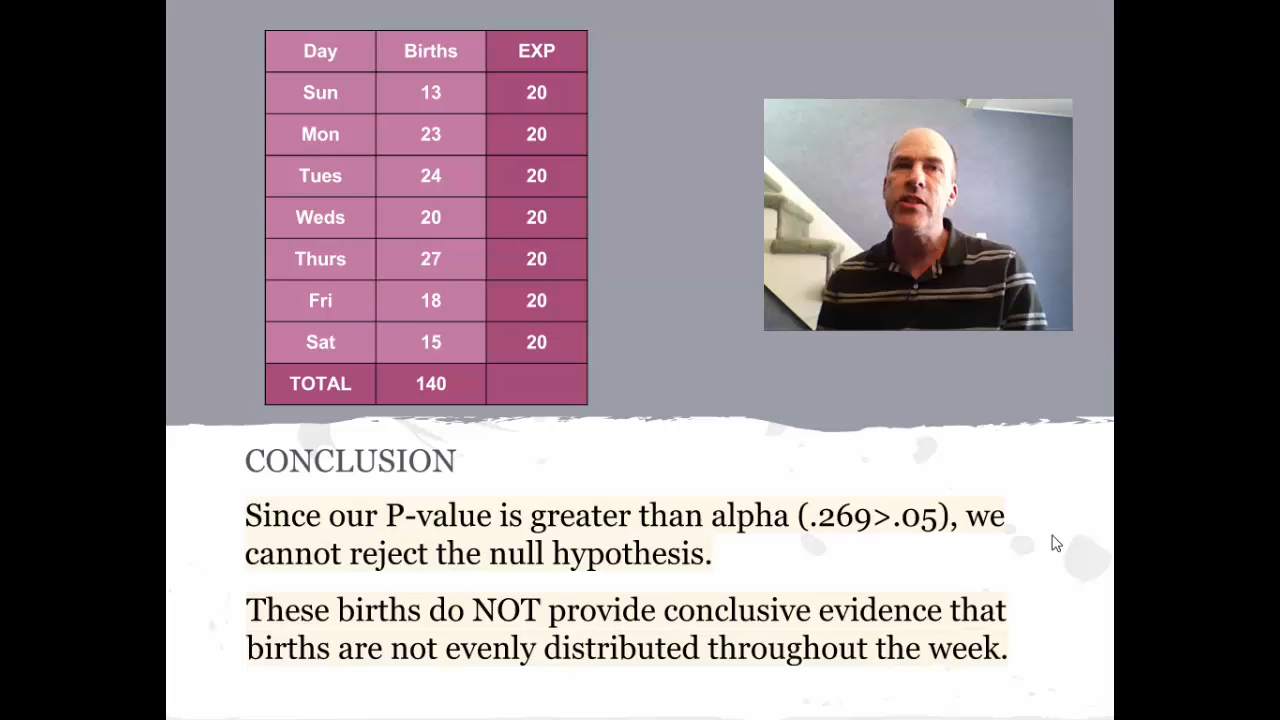 Day Births EXP
Sun 13 20
Mon 23 20
Tues 24 20
Weds 20 20
Thurs 27 20
Fri 18 20
Sat 15 20
TOTAL 140
CONCLUSION
Since our P-value is greater than alpha (.269>.05), we
cannot reject the null hypothesis.
These births do NOT provide conclusive evidence that
births are not evenly distributed throughout the week.